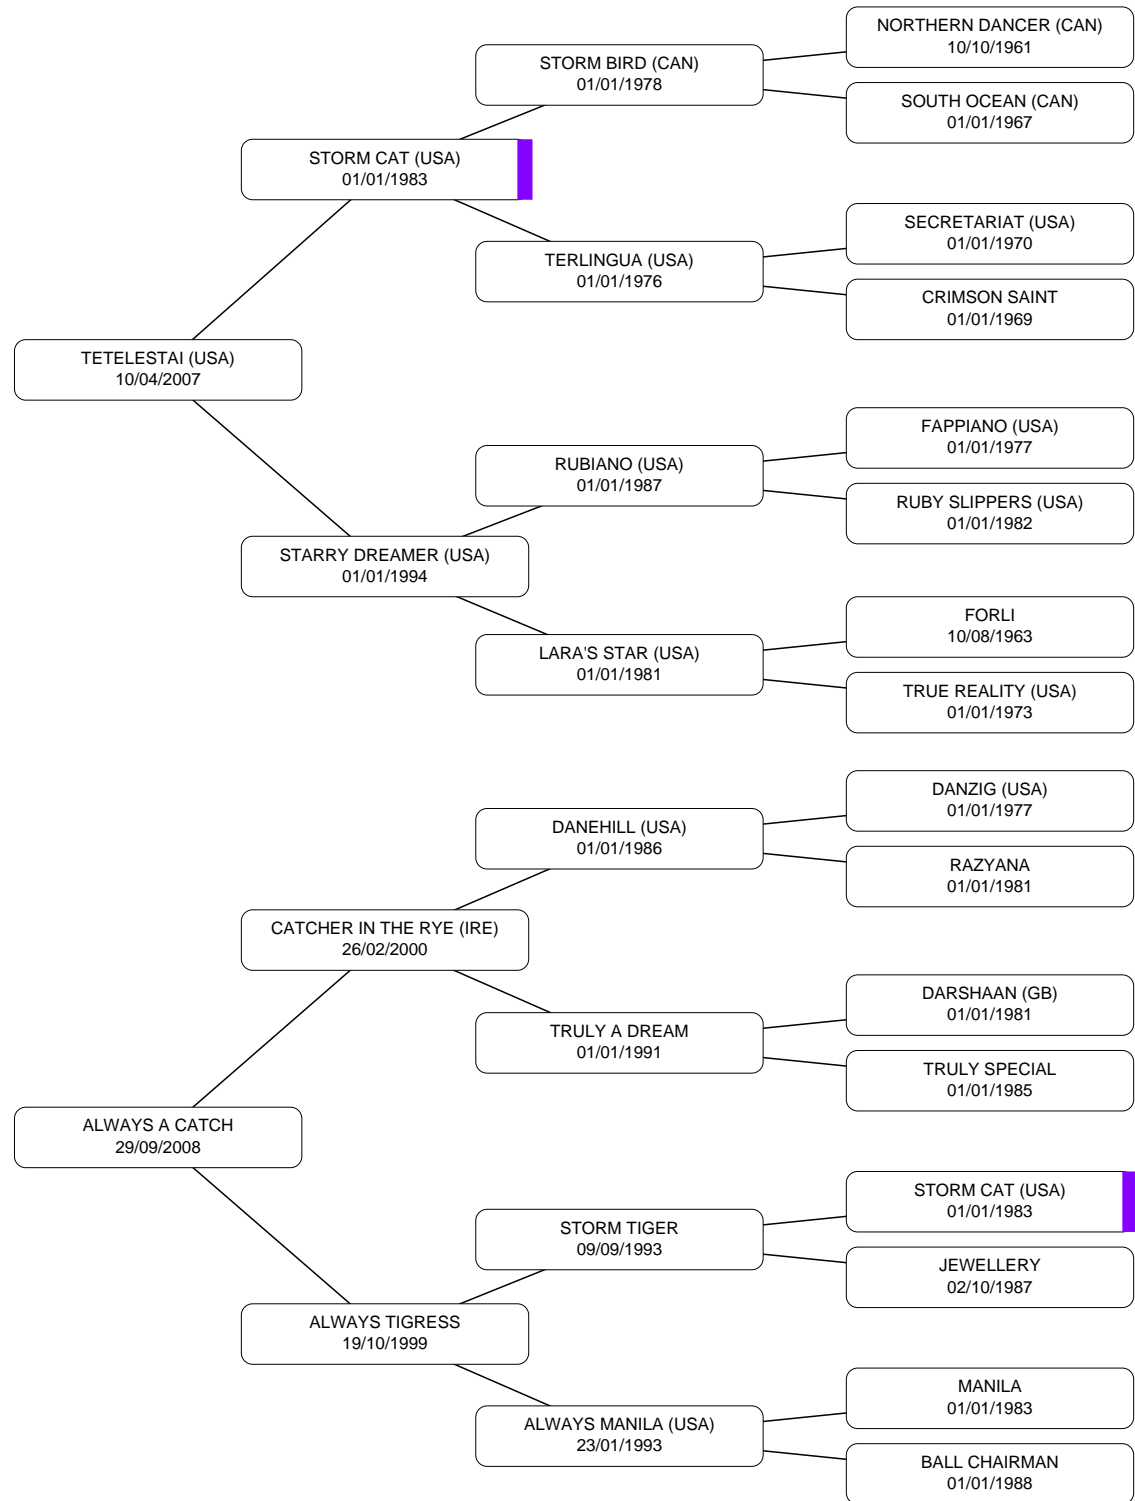 NORTHERN DANCER (CAN)
10/10/1961
STORM BIRD (CAN)
01/01/1978
SOUTH OCEAN (CAN)
01/01/1967
STORM CAT (USA)
01/01/1983
SECRETARIAT (USA)
01/01/1970
TERLINGUA (USA)
01/01/1976
CRIMSON SAINT
01/01/1969
TETELESTAI (USA)
10/04/2007
FAPPIANO (USA)
01/01/1977
RUBIANO (USA)
01/01/1987
RUBY SLIPPERS (USA)
01/01/1982
STARRY DREAMER (USA)
01/01/1994
FORLI
10/08/1963
LARA'S STAR (USA)
01/01/1981
TRUE REALITY (USA)
01/01/1973
DANZIG (USA)
01/01/1977
DANEHILL (USA)
01/01/1986
RAZYANA
01/01/1981
CATCHER IN THE RYE (IRE)
26/02/2000
DARSHAAN (GB)
01/01/1981
TRULY A DREAM
01/01/1991
TRULY SPECIAL
01/01/1985
ALWAYS A CATCH
29/09/2008
STORM CAT (USA)
01/01/1983
STORM TIGER
09/09/1993
JEWELLERY
02/10/1987
ALWAYS TIGRESS
19/10/1999
MANILA
01/01/1983
ALWAYS MANILA (USA)
23/01/1993
BALL CHAIRMAN
01/01/1988